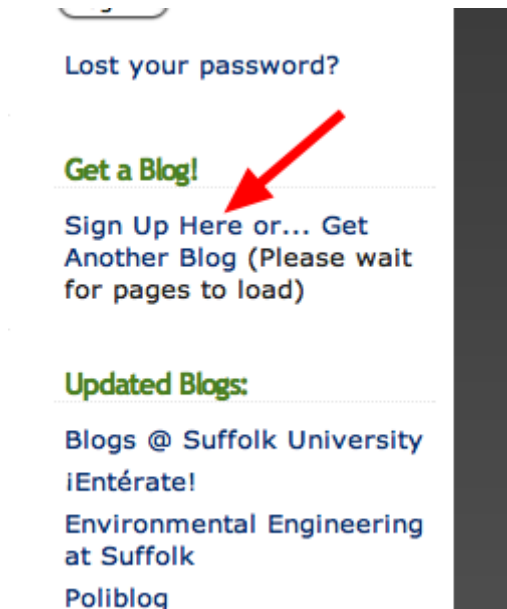 Lost your password?
Get a Blog!
Sign Up Here or... Get
Another Blog (Please wait
for pages to load)
Updated Blogs:
Blogs @ Suffolk University
¡Entérate!
Environmental Engineering
at Suffolk
Poliblog